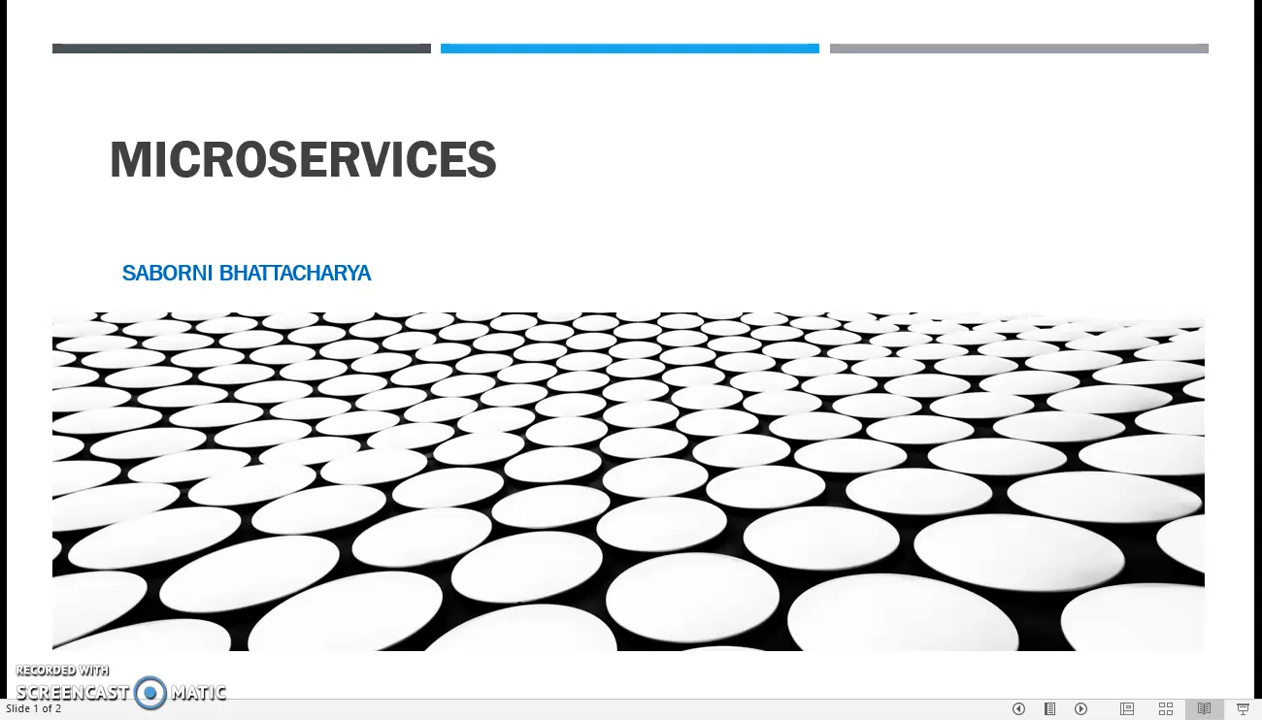 MICROSERVICES
SABORNI BHATTACHARYA
RECORDED WITH
SCREENCAST MATIC
Slide 1 of 2